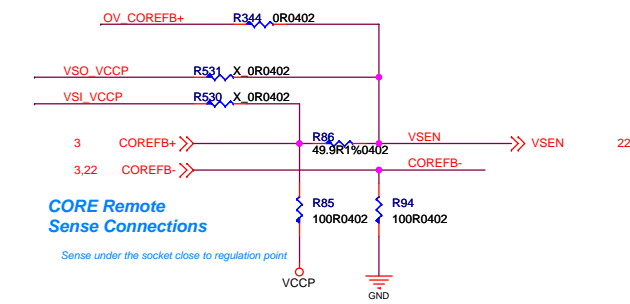 OV_COREFB+ R344 0R0402
VSO_VCCP R531 X_0R0402
VSI_VCCP R530 X_0R0402
3 COREFB+ R86 VSEN VSEN 22
49.9R1%0402
3,22 COREFB- COREFB-
CORE Remote
Sense Connections
R85 R94
100R0402 100R0402
Sense under the socket close to regulation point
VCCP
GND